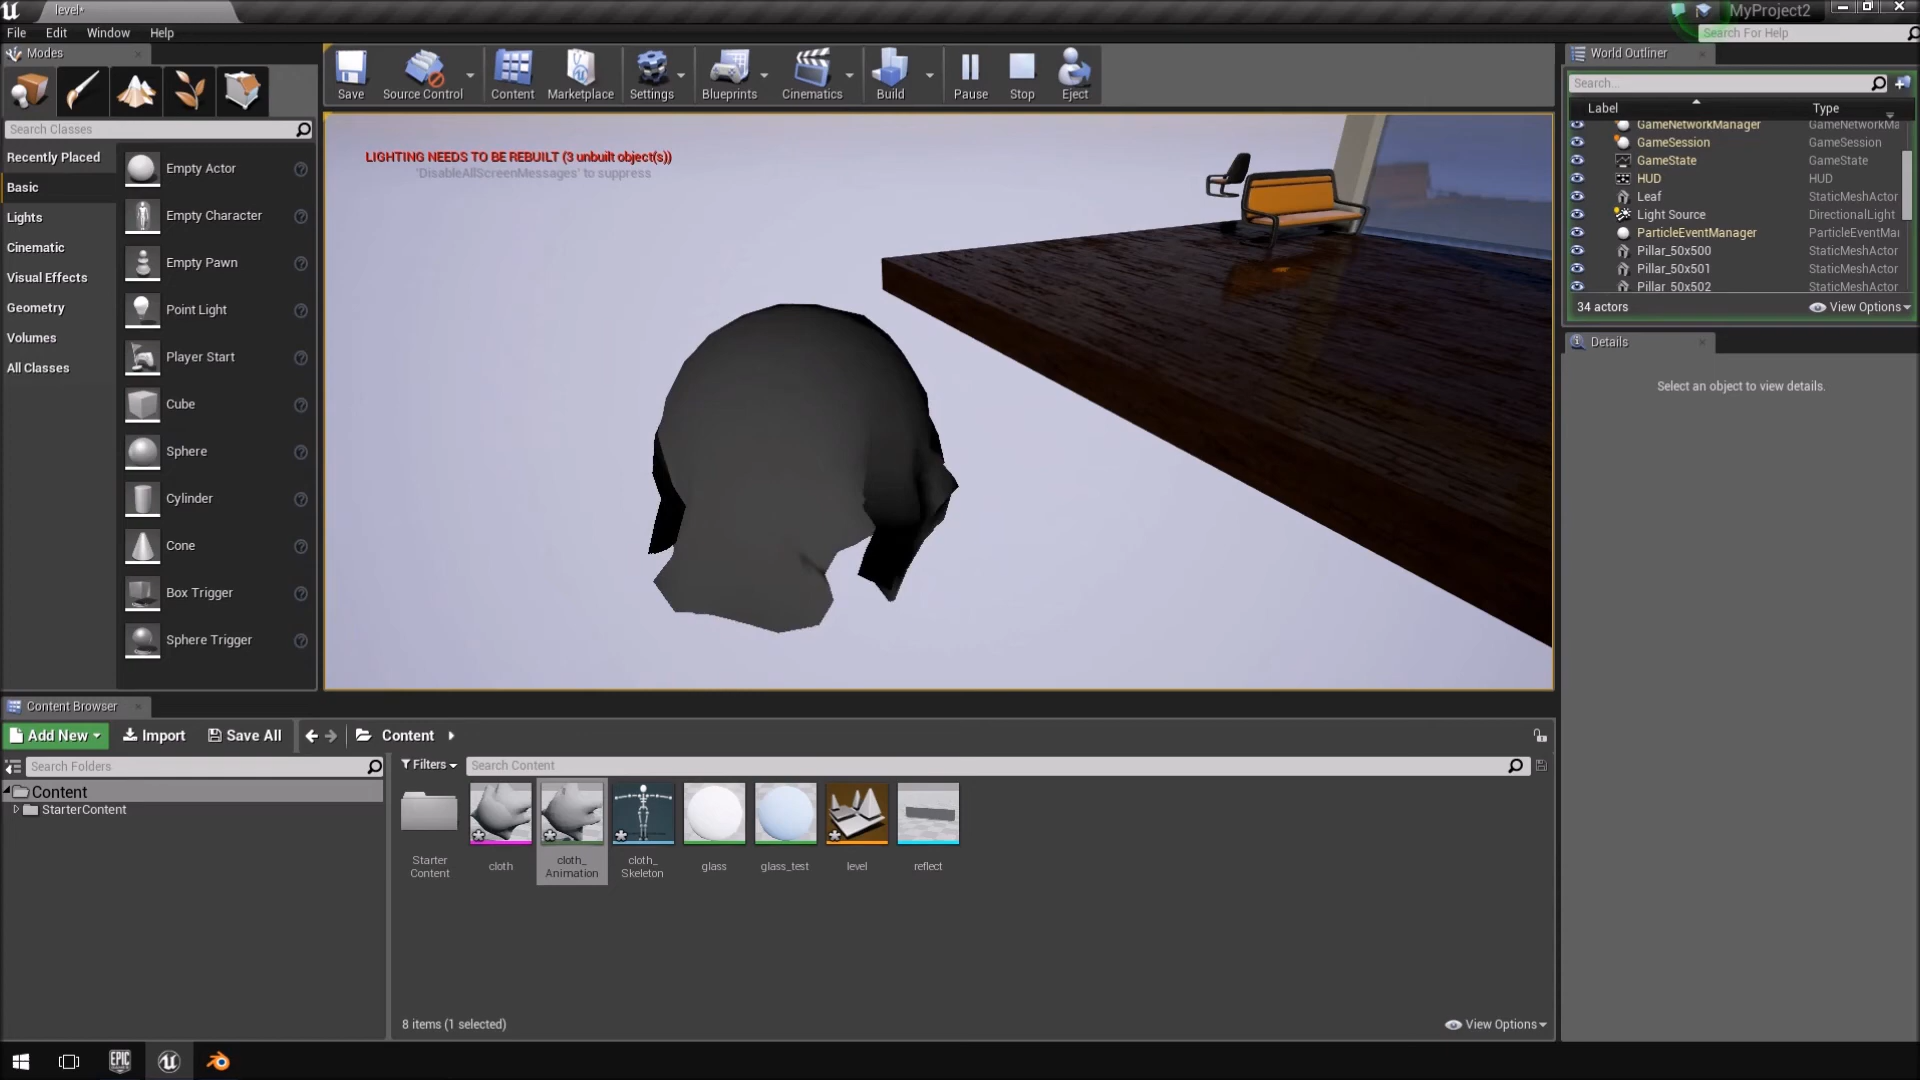 level*
MyProject2
File Edit Window Help
Search For Help
Modes
Search Classes
Recently Placed
Basic
Lights
Cinematic
Visual Effects
Geometry
Volumes
All Classes
Empty Actor
Empty Character
Empty Pawn
Point Light
Player Start
Cube
Sphere
Cylinder
Cone
Box Trigger
Sphere Trigger
Save Source Control Content Marketplace Settings Blueprints Cinematics Build Pause Stop Eject
LIGHTING NEEDS TO BE REBUILT (3 unbuilt object(s))
'DisableAllScreenMessages' to suppress
World Outliner
Search...
Label Type
GameNetworkManager GameNetworkMa
GameSession GameSession
GameState GameState
HUD HUD
Leaf StaticMeshActor
Light Source DirectionalLight
ParticleEventManager ParticleEventMa
Pillar_50x500 StaticMeshActor
Pillar_50x501 StaticMeshActor
Pillar_50x502 StaticMeshActor
34 actors View Options
Details
Select an object to view details.
Content Browser
Add New Import Save All Content
Search Folders
Content
StarterContent
Filters Search Content
Starter Content
cloth
cloth_Animation
cloth_Skeleton
glass
glass_test
level
reflect
8 items (1 selected) View Options
EPIC